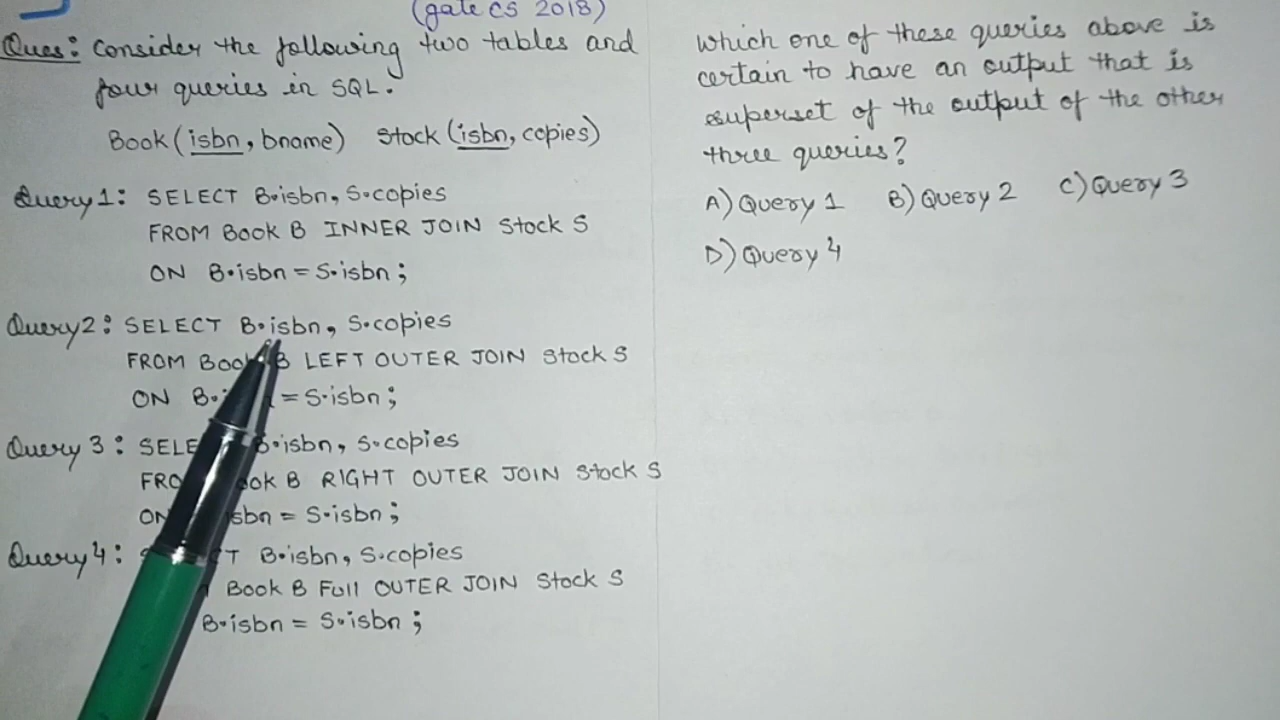 (gate cs 2018)
Ques: Consider the following two tables and
four queries in SQL.
Book (isbn, bname) Stock (isbn, copies)
Query 1: SELECT B.isbn, S.copies
FROM Book B INNER JOIN Stock S
ON B.isbn = S.isbn;
Query 2: SELECT B.isbn, S.copies
FROM Book B LEFT OUTER JOIN Stock S
ON = S.isbn;
Query 3: B.isbn, S.copies
B RIGHT OUTER JOIN Stock S
= S.isbn;
Query 4: B.isbn, S.copies
Book B Full OUTER JOIN Stock S
B.isbn = S.isbn;
Which one of these queries above is
certain to have an output that is
superset of the output of the other
three queries?
A) Query 1 B) Query 2 C) Query 3
D) Query 4